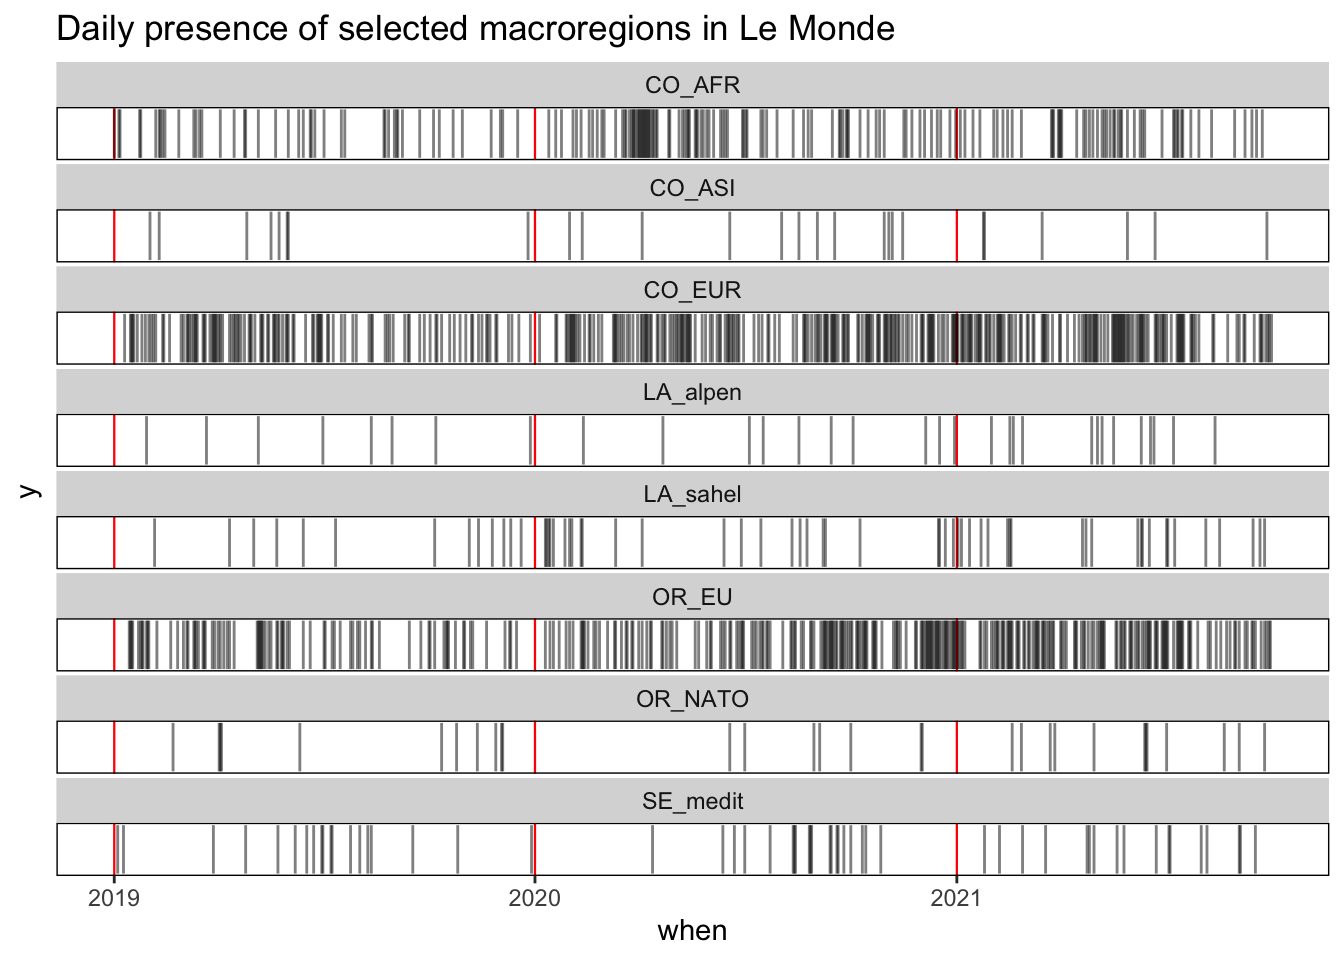 Daily presence of selected macroregions in Le Monde
CO_AFR
CO_ASI
CO_EUR
LA_alpen
LA_sahel
OR_EU
OR_NATO
SE_medit
y
2019 2020 2021
when